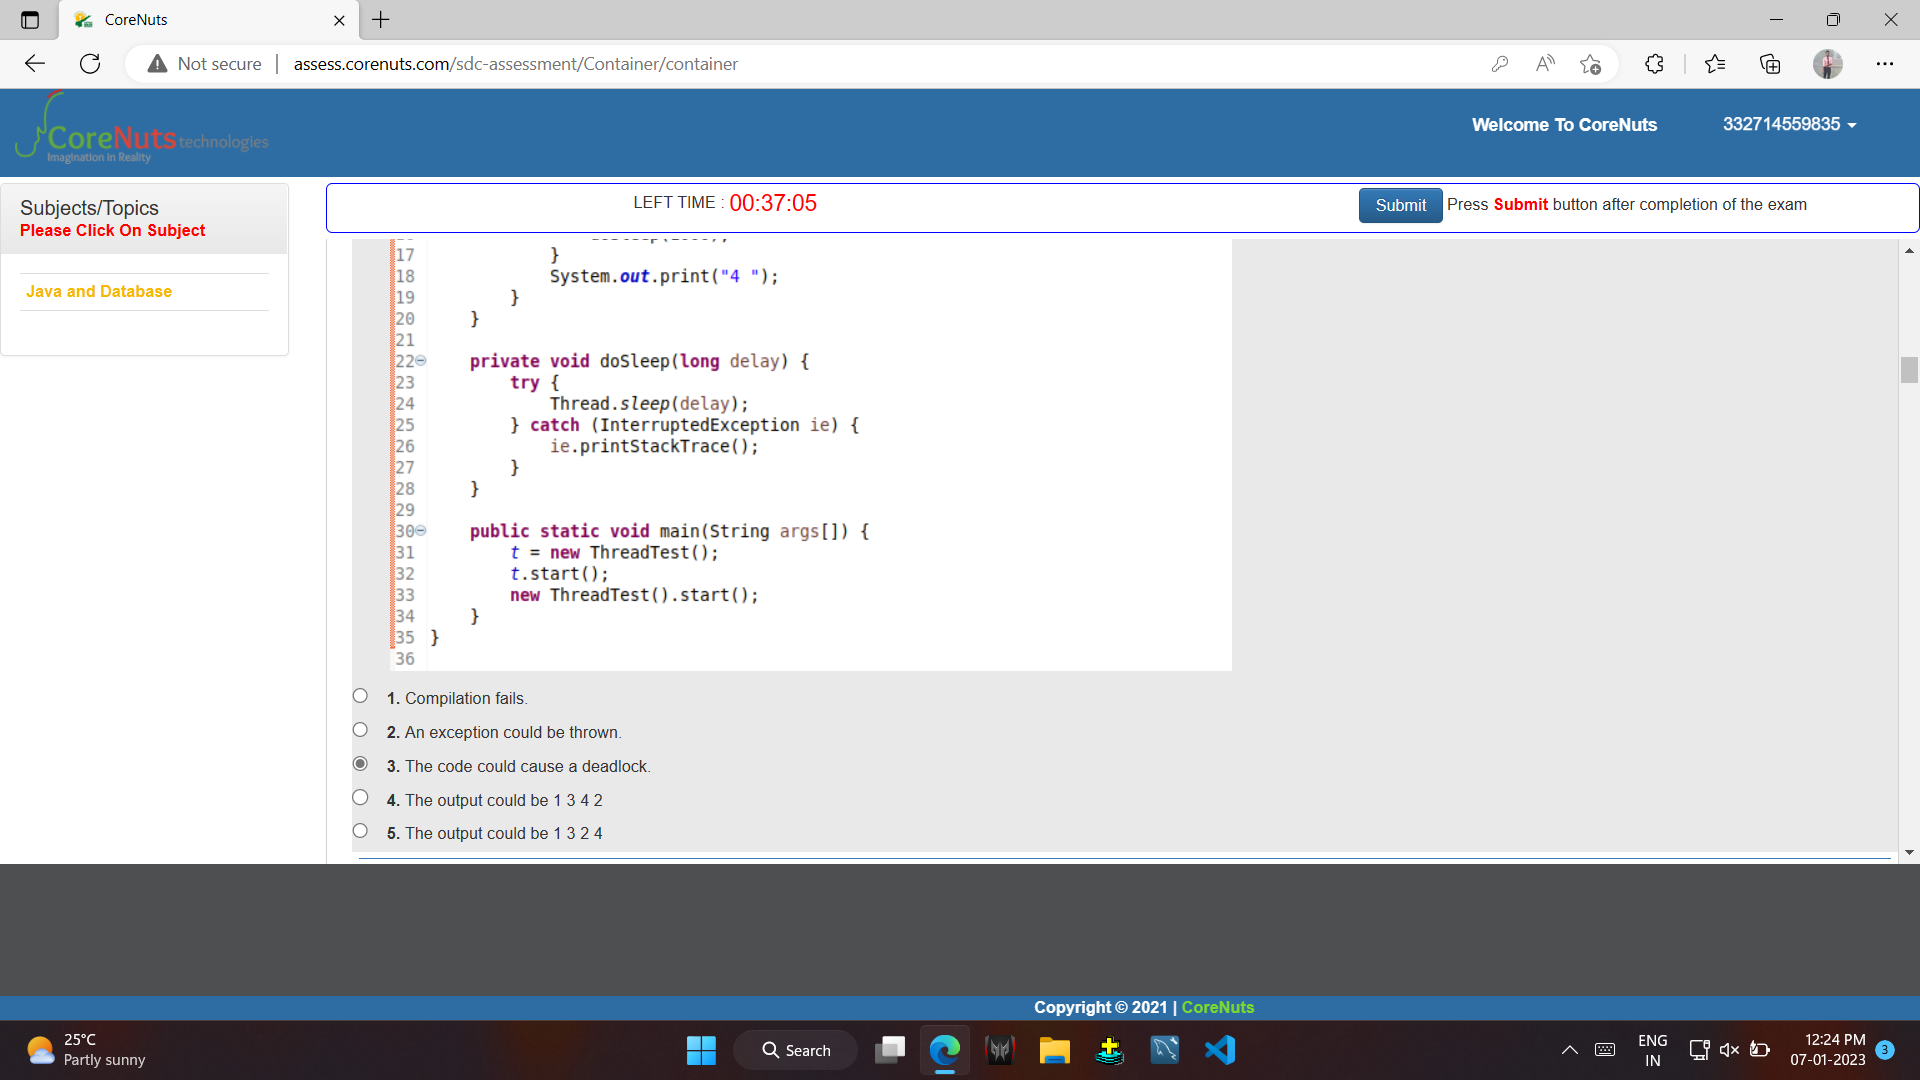 CoreNuts
Not secure
assess.corenuts.com/sdc-assessment/Container/container
CoreNuts technologies
Imagination In Reality
Welcome To CoreNuts
332714559835
Subjects/Topics
Please Click On Subject
Java and Database
LEFT TIME : 00:37:05
Submit Press Submit button after completion of the exam
17 }
18 System.out.print("4 ");
19 }
20 }
21
22 private void doSleep(long delay) {
23 try {
24 Thread.sleep(delay);
25 } catch (InterruptedException ie) {
26 ie.printStackTrace();
27 }
28 }
29
30 public static void main(String args[]) {
31 t = new ThreadTest();
32 t.start();
33 new ThreadTest().start();
34 }
35 }
36
1. Compilation fails.
2. An exception could be thrown.
3. The code could cause a deadlock.
4. The output could be 1 3 4 2
5. The output could be 1 3 2 4
Copyright © 2021 | CoreNuts
25°C
Partly sunny
Search
ENG
IN
12:24 PM
07-01-2023
3